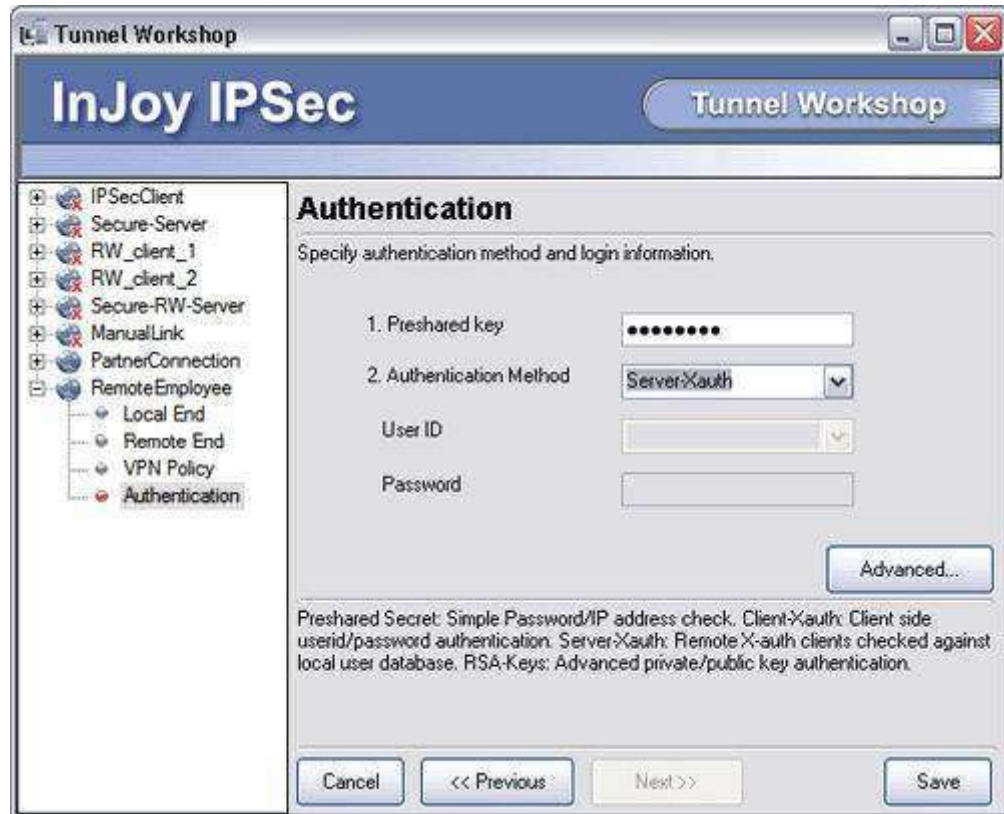 Tunnel Workshop
InJoy IPSec
Tunnel Workshop
IPSecClient
Secure-Server
RW_client_1
RW_client_2
Secure-RW-Server
ManualLink
PartnerConnection
RemoteEmployee
Local End
Remote End
VPN Policy
Authentication
Authentication
Specify authentication method and login information.
1. Preshared key
••••••••
2. Authentication Method
Server-Xauth
User ID
Password
Advanced...
Preshared Secret: Simple Password/IP address check. Client-Xauth: Client side
userid/password authentication. Server-Xauth: Remote X-auth clients checked against
local user database. RSA-Keys: Advanced private/public key authentication.
Cancel
<< Previous
Next >>
Save